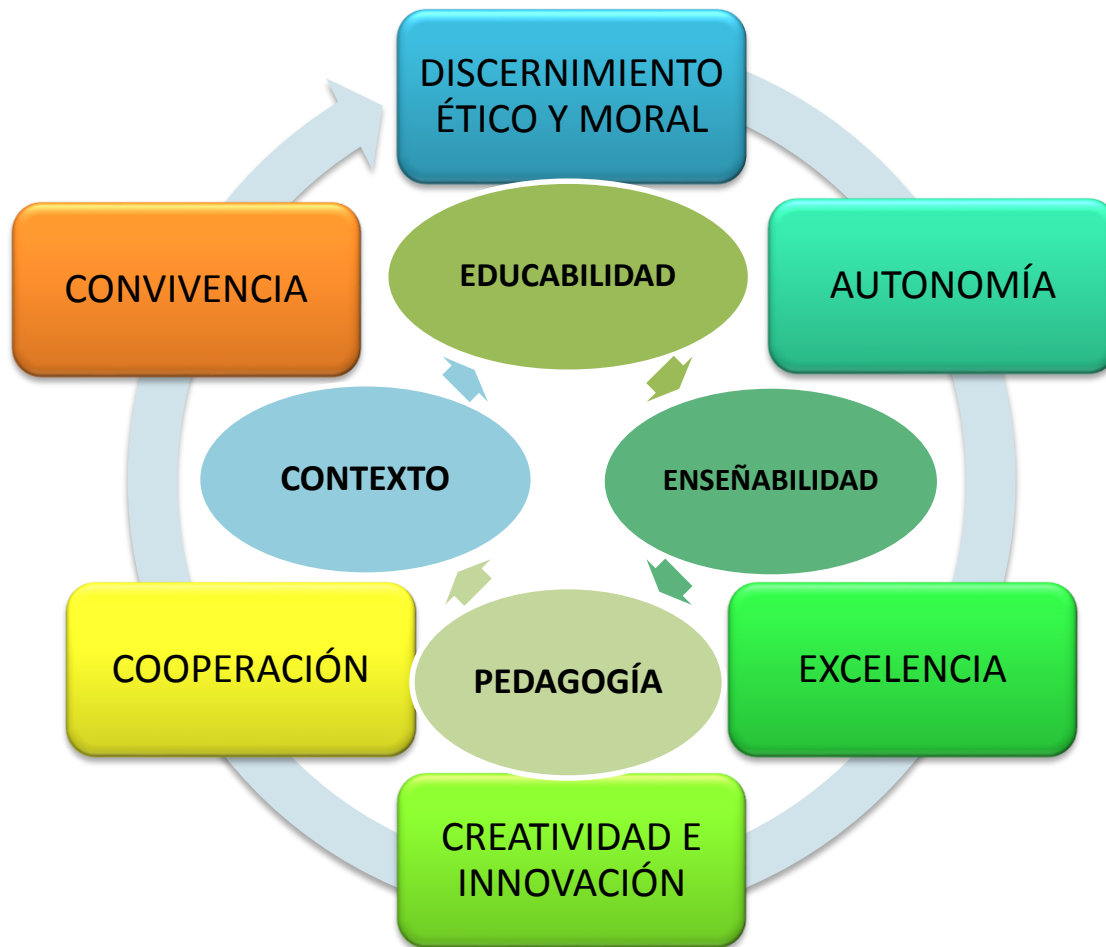 DISCERNIMIENTO
ÉTICO Y MORAL
EDUCABILIDAD
CONVIVENCIA
AUTONOMÍA
CONTEXTO
ENSEÑABILIDAD
COOPERACIÓN
PEDAGOGÍA
EXCELENCIA
CREATIVIDAD E
INNOVACIÓN